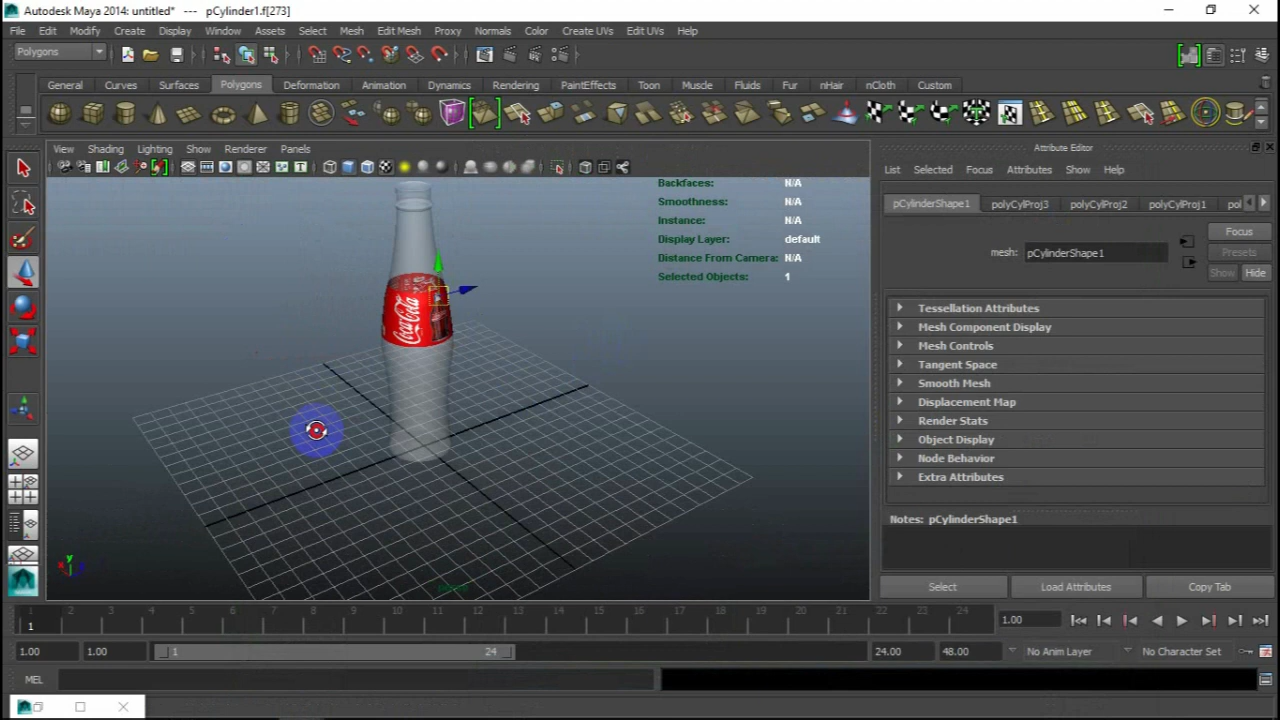 Autodesk Maya 2014: untitled* --- pCylinder1.f[273]
File Edit Modify Create Display Window Assets Select Mesh Edit Mesh Proxy Normals Color Create UVs Edit UVs Help
Polygons
General Curves Surfaces Polygons Deformation Animation Dynamics Rendering PaintEffects Toon Muscle Fluids Fur nHair nCloth Custom
View Shading Lighting Show Renderer Panels
Attribute Editor
List Selected Focus Attributes Show Help
pCylinderShape1 polyCylProj3 polyCylProj2 polyCylProj1 pol
Focus
mesh: pCylinderShape1
Presets
Show Hide
Backfaces: N/A
Smoothness: N/A
Instance: N/A
Display Layer: default
Distance From Camera: N/A
Selected Objects: 1
Coca-Cola
Tessellation Attributes
Mesh Component Display
Mesh Controls
Tangent Space
Smooth Mesh
Displacement Map
Render Stats
Object Display
Node Behavior
Extra Attributes
Notes: pCylinderShape1
y
persp
Select Load Attributes Copy Tab
1 2 3 4 5 6 7 8 9 10 11 12 13 14 15 16 17 18 19 20 21 22 23 24
1
1.00
1.00 1.00 1 24 24.00 48.00 No Anim Layer No Character Set
MEL